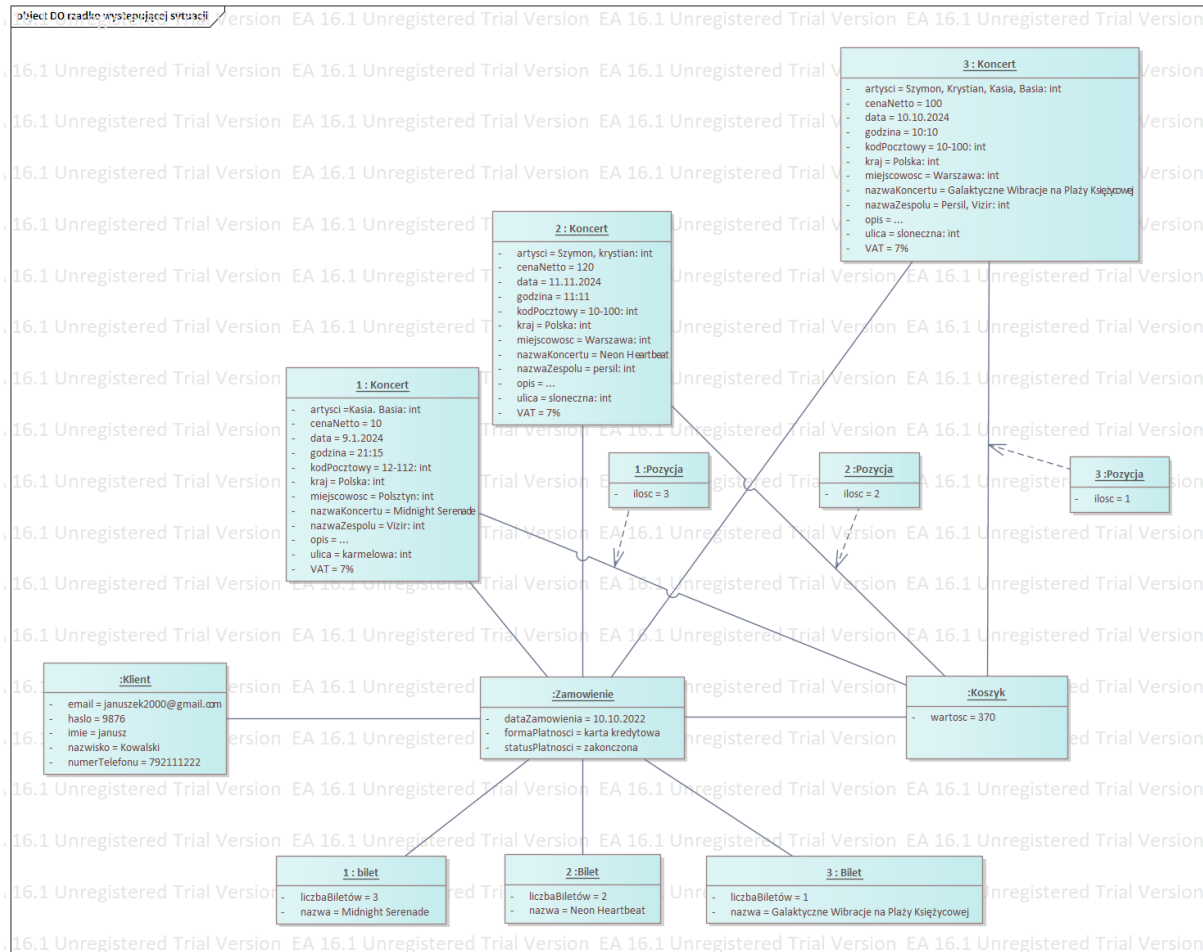 object DO rzadko występującej sytuacji
EA 16.1 Unregistered Trial Version
3 : Koncert
- artysci = Szymon, Krystian, Kasia, Basia: int
- cenaNetto = 100
- data = 10.10.2024
- godzina = 10:10
- kodPocztowy = 10-100: int
- kraj = Polska: int
- miejscowosc = Warszawa: int
- nazwaKoncertu = Galaktyczne Wibracje na Plaży Księżycowej
- nazwaZespolu = Persil, Vizir: int
- opis = ...
- ulica = sloneczna: int
- VAT = 7%
2 : Koncert
- artysci = Szymon, krystian: int
- cenaNetto = 120
- data = 11.11.2024
- godzina = 11:11
- kodPocztowy = 10-100: int
- kraj = Polska: int
- miejscowosc = Warszawa: int
- nazwaKoncertu = Neon Heartbeat
- nazwaZespolu = persil: int
- opis = ...
- ulica = sloneczna: int
- VAT = 7%
1 : Koncert
- artysci =Kasia. Basia: int
- cenaNetto = 10
- data = 9.1.2024
- godzina = 21:15
- kodPocztowy = 12-112: int
- kraj = Polska: int
- miejscowosc = Polsztyn: int
- nazwaKoncertu = Midnight Serenade
- nazwaZespolu = Vizir: int
- opis = ...
- ulica = karmelowa: int
- VAT = 7%
1 :Pozycja
- ilosc = 3
2 :Pozycja
- ilosc = 2
3 :Pozycja
- ilosc = 1
:Klient
- email = januszek2000@gmail.com
- haslo = 9876
- imie = janusz
- nazwisko = Kowalski
- numerTelefonu = 792111222
:Zamowienie
- dataZamowienia = 10.10.2022
- formaPlatnosci = karta kredytowa
- statusPlatnosci = zakonczona
:Koszyk
- wartosc = 370
1 : bilet
- liczbaBiletów = 3
- nazwa = Midnight Serenade
2 :Bilet
- liczbaBiletów = 2
- nazwa = Neon Heartbeat
3 : Bilet
- liczbaBiletów = 1
- nazwa = Galaktyczne Wibracje na Plaży Księżycowej